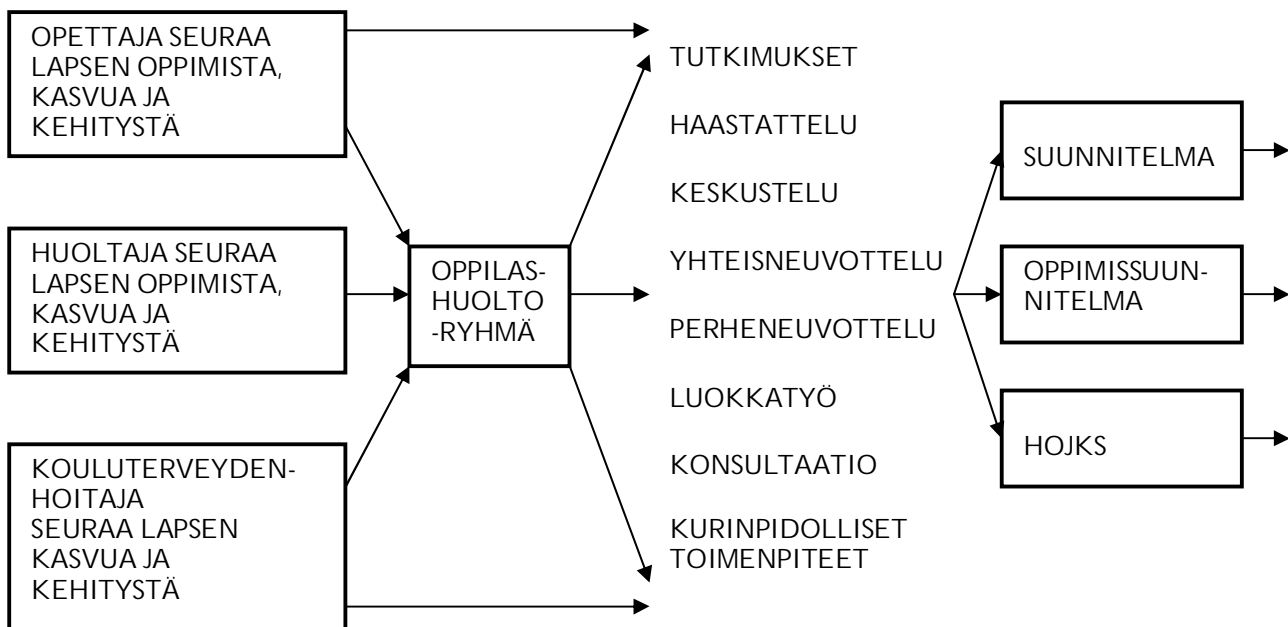 OPETTAJA SEURAA
LAPSEN OPPIMISTA,
KASVUA JA
KEHITYSTÄ
HUOLTAJA SEURAA
LAPSEN OPPIMISTA,
KASVUA JA
KEHITYSTÄ
KOULUTERVEYDEN-
HOITAJA
SEURAA LAPSEN
KASVUA JA
KEHITYSTÄ
OPPILAS-
HUOLTO
-RYHMÄ
TUTKIMUKSET
HAASTATTELU
KESKUSTELU
YHTEISNEUVOTTELU
PERHENEUVOTTELU
LUOKKATYÖ
KONSULTAATIO
KURINPIDOLLISET
TOIMENPITEET
SUUNNITELMA
OPPIMISSUUN-
NITELMA
HOJKS